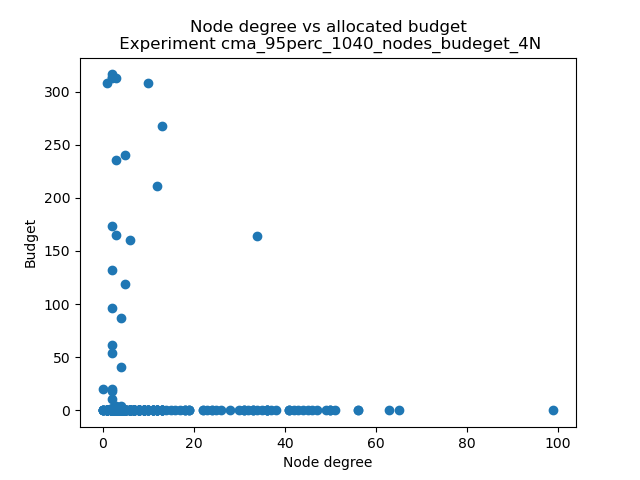 Node degree vs allocated budget
Experiment cma_95perc_1040_nodes_budeget_4N
300
250
200
150
100
50
0
Budget
0 20 40 60 80 100
Node degree